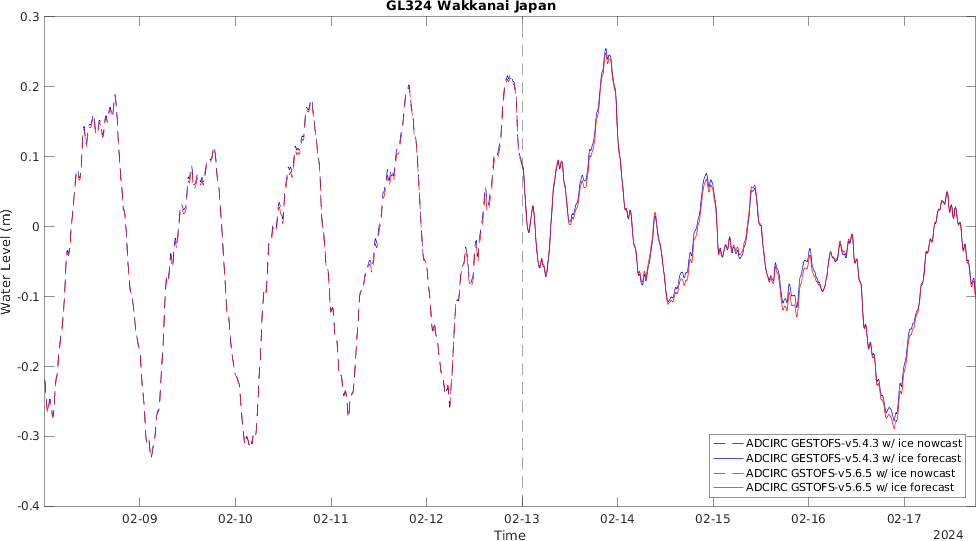 GL324 Wakkanai Japan
0.3
0.2
0.1
0
-0.1
-0.2
-0.3
-0.4
Water Level (m)
02-09 02-10 02-11 02-12 02-13 02-14 02-15 02-16 02-17
Time
2024
ADCIRC GESTOFS-v5.4.3 w/ ice nowcast
ADCIRC GESTOFS-v5.4.3 w/ ice forecast
ADCIRC GSTOFS-v5.6.5 w/ ice nowcast
ADCIRC GSTOFS-v5.6.5 w/ ice forecast